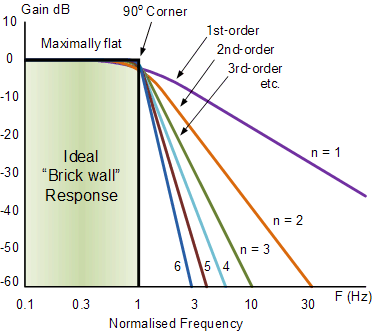 Gain dB
90° Corner
10
Maximally flat
1st-order
2nd-order
3rd-order
etc.
0
-10
-20
-30
-40
-50
-60
Ideal
“Brick wall”
Response
n = 1
n = 2
n = 3
6
5
4
F (Hz)
0.1
0.3
1
3
10
30
Normalised Frequency